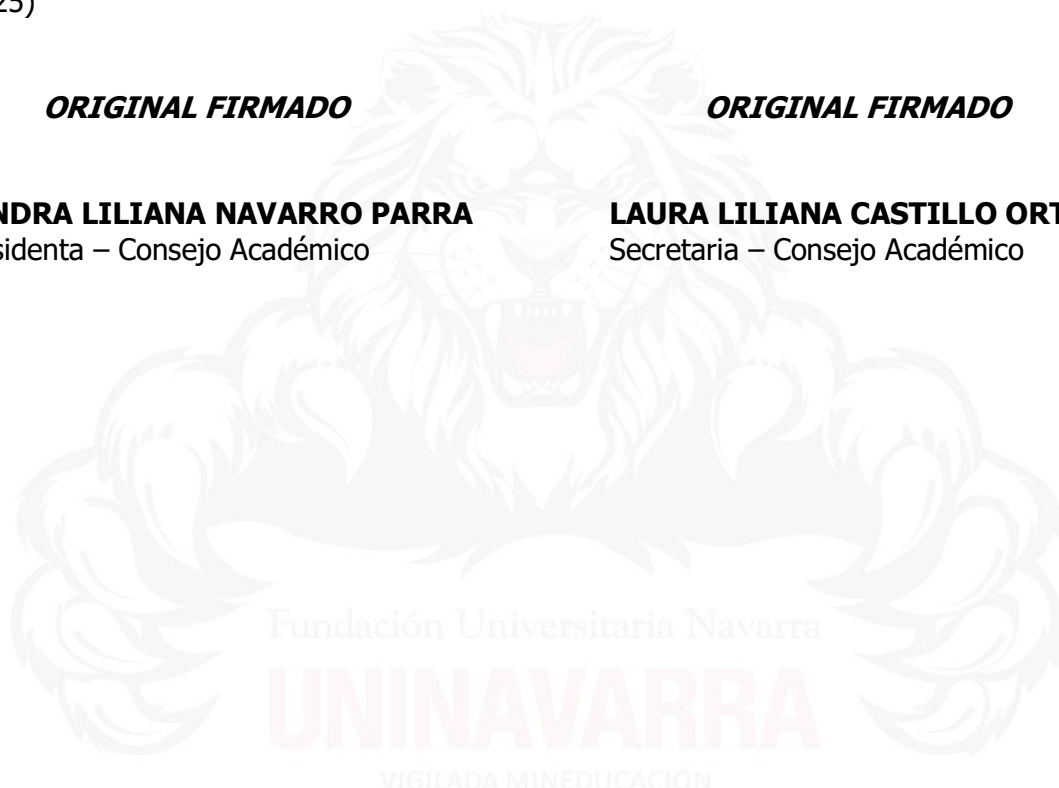 25)
ORIGINAL FIRMADO ORIGINAL FIRMADO
NDRA LILIANA NAVARRO PARRA LAURA LILIANA CASTILLO ORT
sidenta – Consejo Académico Secretaria – Consejo Académico
Fundación Universitaria Navarra
UNINAVARRA
VIGILADA MINEDUCACIÓN